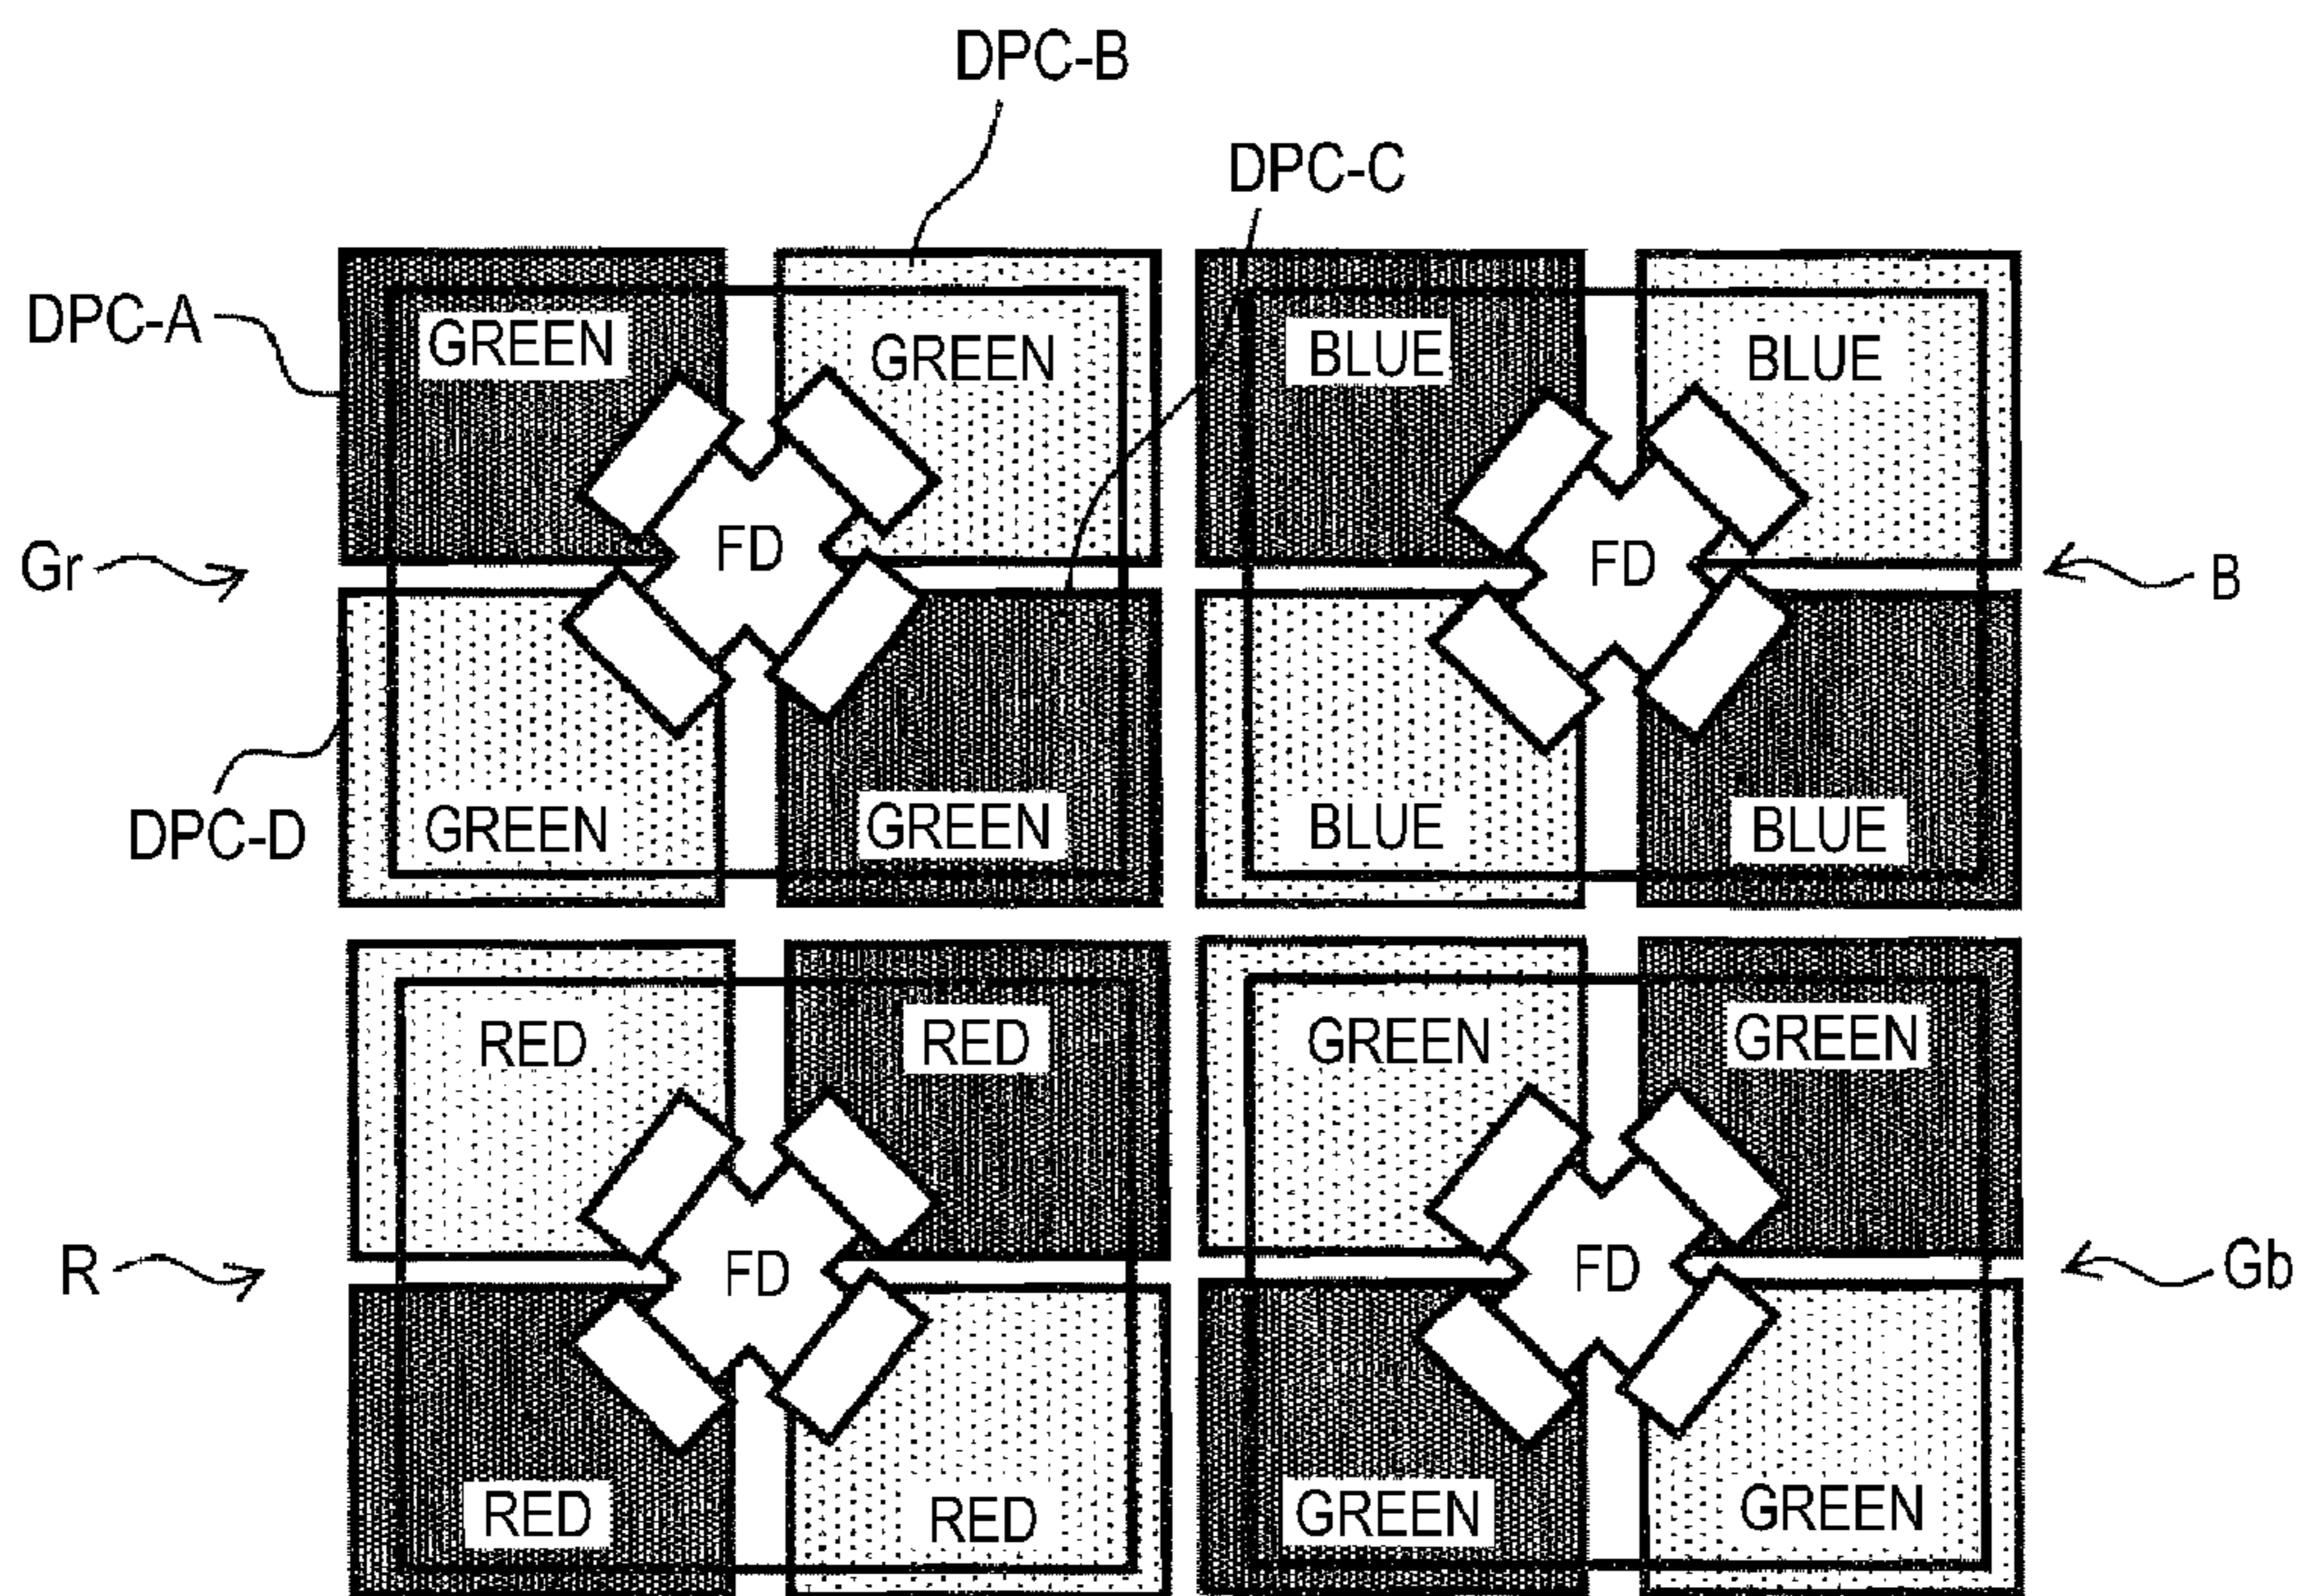 DPC-B
DPC-C
DPC-A
GREEN
GREEN
BLUE
BLUE
Gr
FD
FD
B
DPC-D
GREEN
GREEN
BLUE
BLUE
RED
RED
GREEN
GREEN
R
FD
FD
Gb
RED
RED
GREEN
GREEN